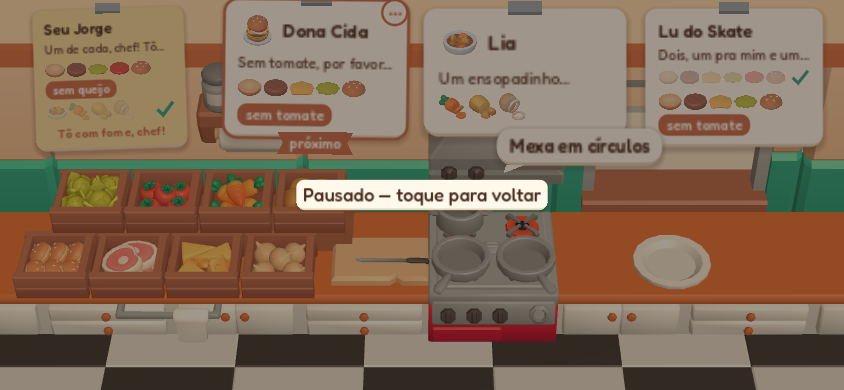 Seu Jorge
Um de cada, chef! Tô...
sem queijo
Tô com fome, chef!
Dona Cida
Sem tomate, por favor...
sem tomate
próximo
Lia
Um ensopadinho...
Lu do Skate
Dois, um pra mim e um...
sem tomate
Mexa em círculos
Pausado — toque para voltar